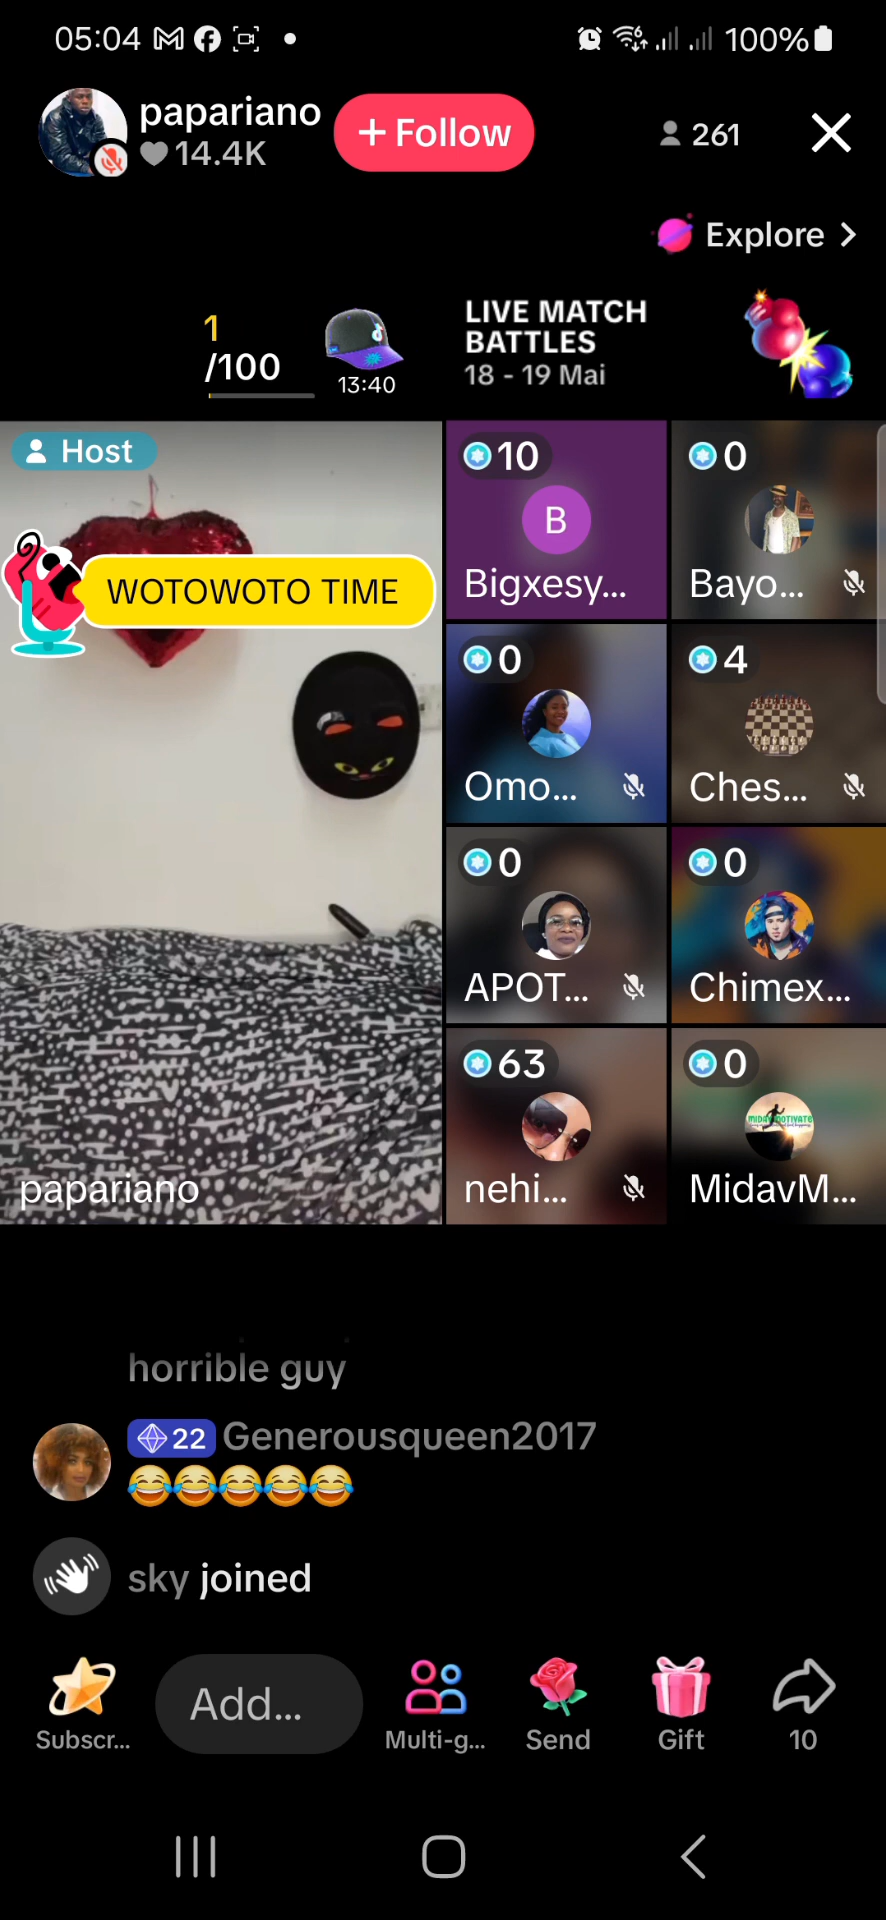 05:04
100%
papariano
14.4K
+ Follow
261
Explore
1
/100
13:40
LIVE MATCH
BATTLES
18 - 19 Mai
Host
WOTOWOTO TIME
papariano
10
B
Bigxesy...
0
Bayo...
0
Omo...
4
Ches...
0
APOT...
0
Chimex...
63
nehi...
0
MidavM...
horrible guy
22 Generousqueen2017
😂😂😂😂😂
sky joined
Subscr...
Add...
Multi-g...
Send
Gift
10